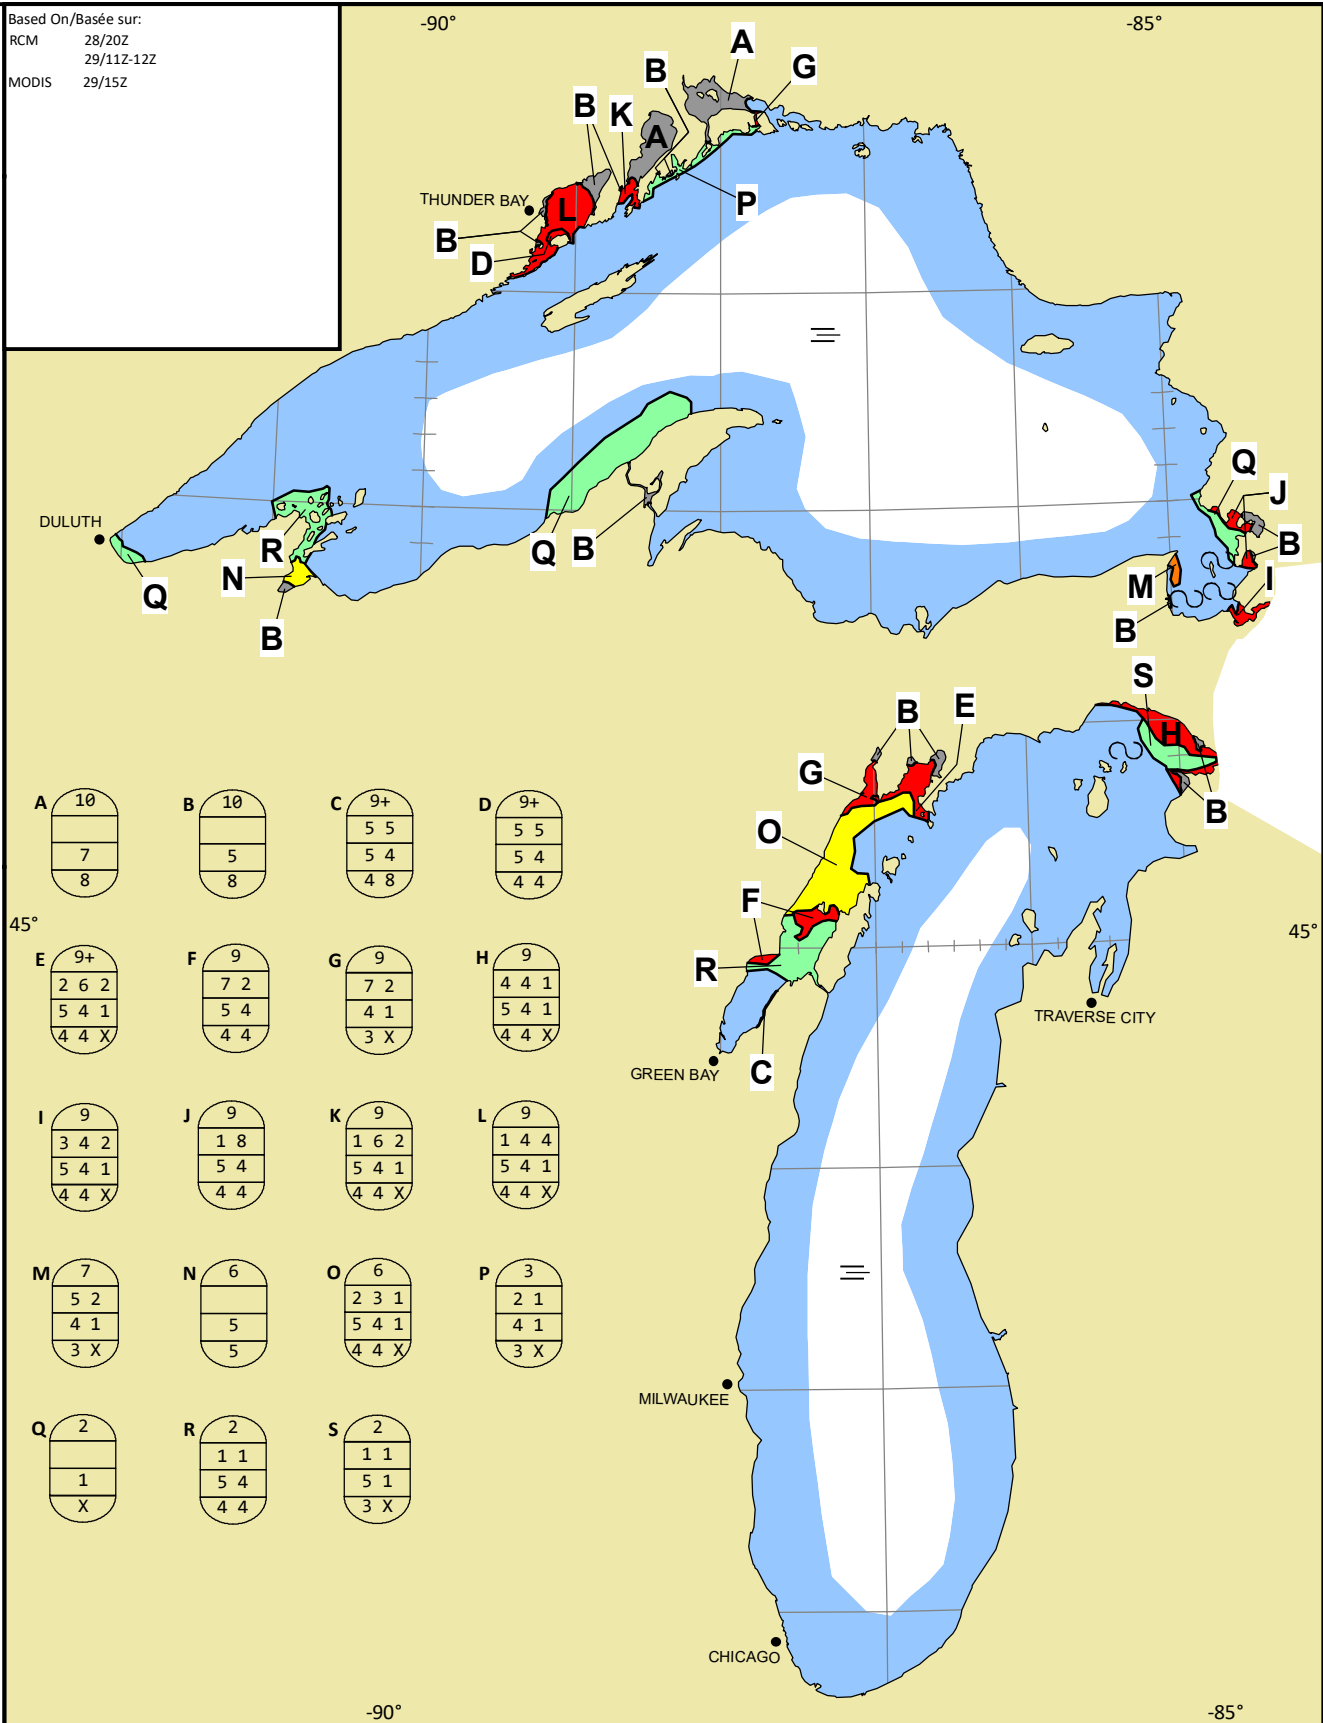 Based On/Basée sur:
RCM 28/20Z
29/11Z-12Z
MODIS 29/15Z
-90°
-85°
A
B
G
B
K
A
THUNDER BAY
L
P
B
D
DULUTH
Q
J
R
Q
B
B
N
M
I
Q
B
B
S
B
E
H
G
B
O
F
45°
45°
R
TRAVERSE CITY
GREEN BAY
C
MILWAUKEE
CHICAGO
-90°
-85°
A
10
7
8
B
10
5
8
C
9+
5 5
5 4
4 8
D
9+
5 5
5 4
4 4
E
9+
2 6 2
5 4 1
4 4 X
F
9
7 2
5 4
4 4
G
9
7 2
4 1
3 X
H
9
4 4 1
5 4 1
4 4 X
I
9
3 4 2
5 4 1
4 4 X
J
9
1 8
5 4
4 4
K
9
1 6 2
5 4 1
4 4 X
L
9
1 4 4
5 4 1
4 4 X
M
7
5 2
4 1
3 X
N
6
5
5
O
6
2 3 1
5 4 1
4 4 X
P
3
2 1
4 1
3 X
Q
2
1
X
R
2
1 1
5 4
4 4
S
2
1 1
5 1
3 X